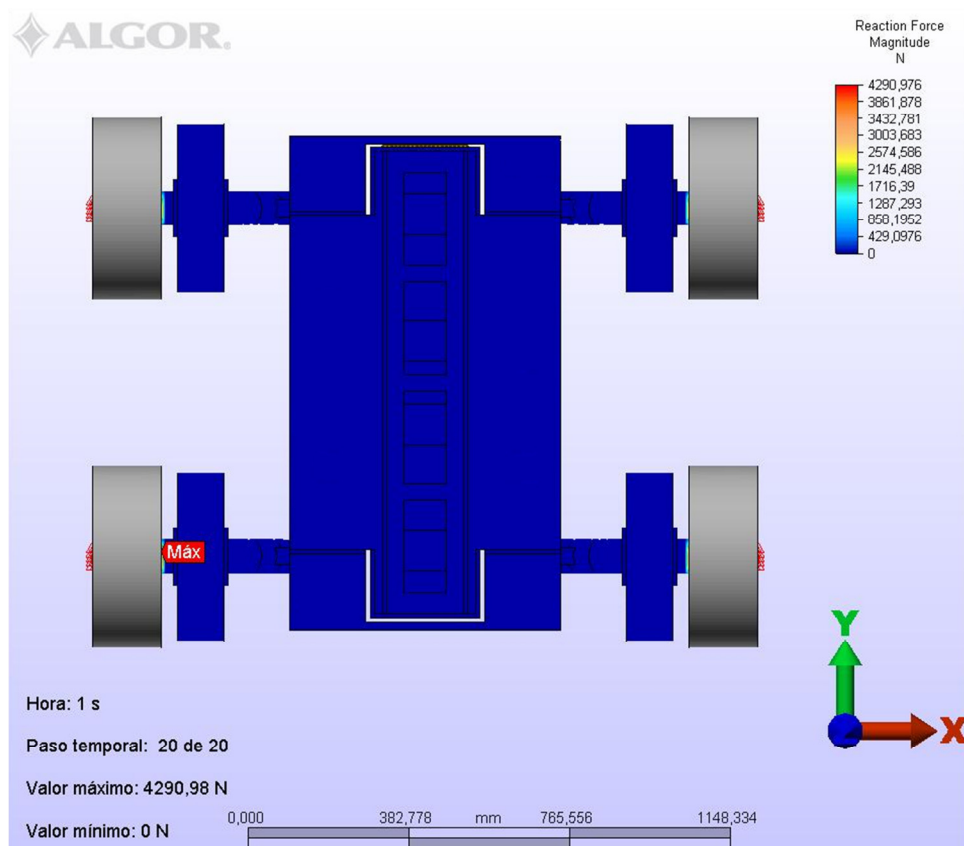 ALGOR.
Reaction Force
Magnitude
N
4290,976
3861,878
3432,781
3003,683
2574,586
2145,488
1716,39
1287,293
858,1952
429,0976
0
Máx
Y
X
Hora: 1 s
Paso temporal: 20 de 20
Valor máximo: 4290,98 N
Valor mínimo: 0 N
0,000 382,778 mm 765,556 1148,334